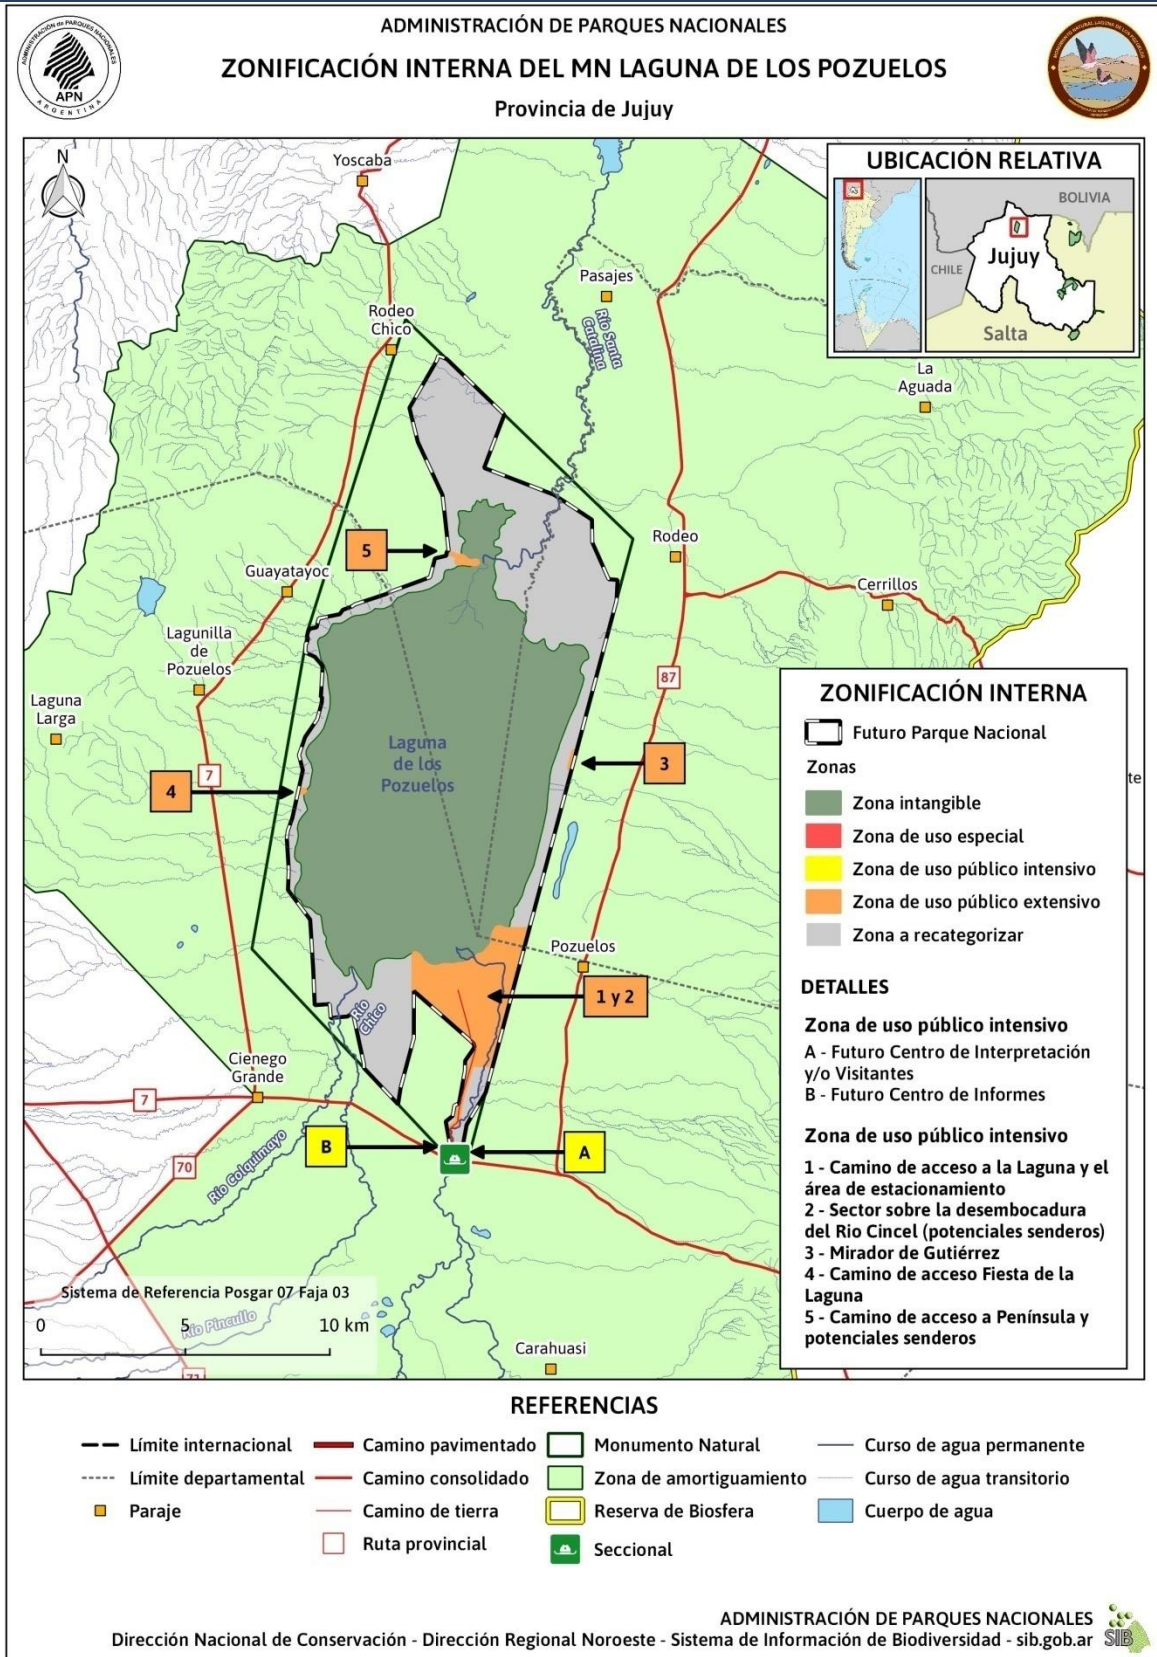 ADMINISTRACIÓN DE PARQUES NACIONALES
ZONIFICACIÓN INTERNA DEL MN LAGUNA DE LOS POZUELOS
Provincia de Jujuy
ADMINISTRACIÓN de PARQUES NACIONALES
APN
ARGENTINA
N
Yoscaba
UBICACIÓN RELATIVA
BOLIVIA
CHILE
Jujuy
Salta
Pasajes
Río Santa
Catalina
Rodeo
Chico
La
Aguada
5
Rodeo
Guayatayoc
Cerrillos
Lagunilla
de
Pozuelos
Laguna
Larga
87
Laguna
de los
Pozuelos
7
4
3
te
ZONIFICACIÓN INTERNA
Futuro Parque Nacional
Zonas
Zona intangible
Zona de uso especial
Zona de uso público intensivo
Zona de uso público extensivo
Zona a recategorizar
DETALLES
Zona de uso público intensivo
A - Futuro Centro de Interpretación
y/o Visitantes
B - Futuro Centro de Informes
Zona de uso público intensivo
1 - Camino de acceso a la Laguna y el
área de estacionamiento
2 - Sector sobre la desembocadura
del Rio Cincel (potenciales senderos)
3 - Mirador de Gutiérrez
4 - Camino de acceso Fiesta de la
Laguna
5 - Camino de acceso a Península y
potenciales senderos
Pozuelos
1 y 2
Río
Chico
Cienego
Grande
7
B
A
70
Río Colquimayo
Sistema de Referencia Posgar 07 Faja 03
0 5 10 km
Río Pincullo
71
Carahuasi
REFERENCIAS
Límite internacional
Camino pavimentado
Monumento Natural
Curso de agua permanente
Límite departamental
Camino consolidado
Zona de amortiguamiento
Curso de agua transitorio
Paraje
Camino de tierra
Reserva de Biosfera
Cuerpo de agua
Ruta provincial
Seccional
ADMINISTRACIÓN DE PARQUES NACIONALES
Dirección Nacional de Conservación - Dirección Regional Noroeste - Sistema de Información de Biodiversidad - sib.gob.ar
SIB